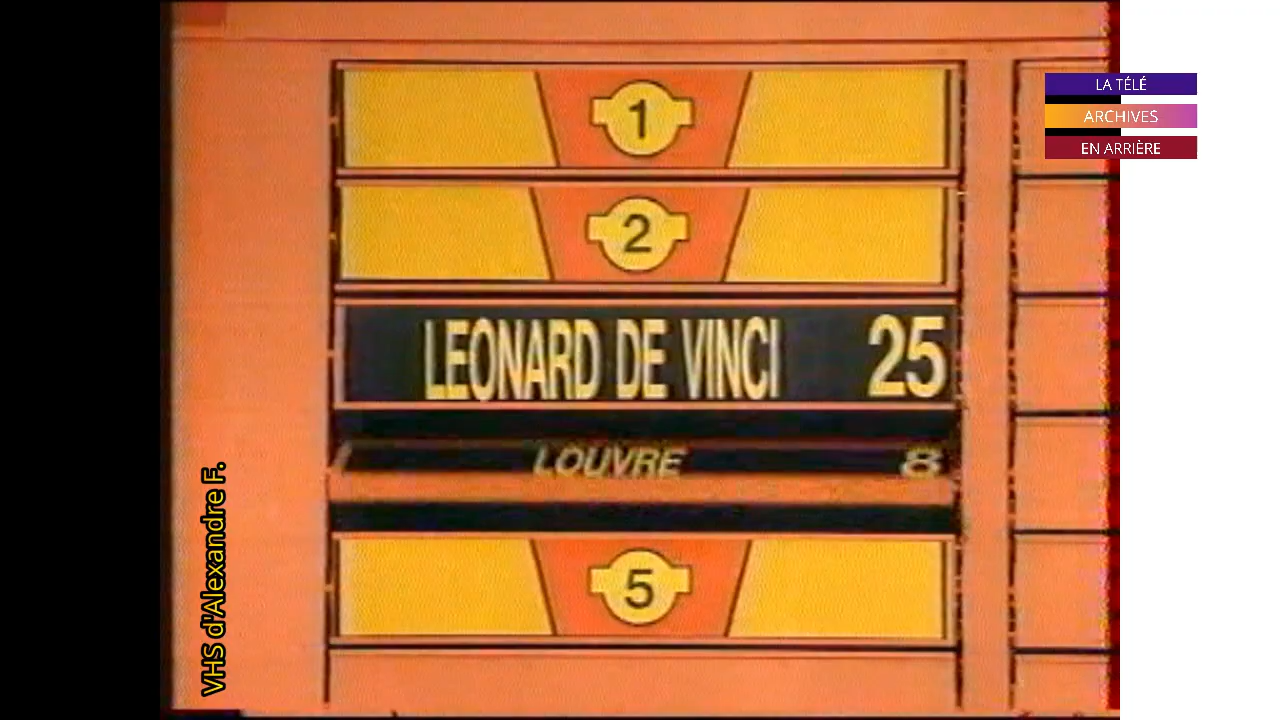 1
LA TÉLÉ
ARCHIVES
EN ARRIÈRE
2
LEONARD DE VINCI 25
LOUVRE 8
5
VHS d'Alexandre F.